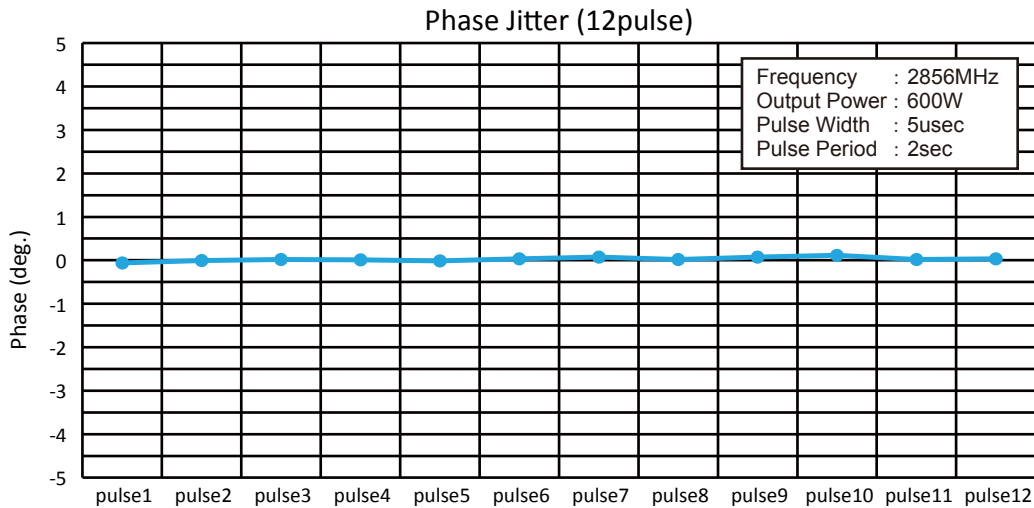 Phase Jitter (12pulse)
5
4
3
2
1
0
-1
-2
-3
-4
-5
Phase (deg.)
Frequency : 2856MHz
Output Power : 600W
Pulse Width : 5usec
Pulse Period : 2sec
pulse1 pulse2 pulse3 pulse4 pulse5 pulse6 pulse7 pulse8 pulse9 pulse10 pulse11 pulse12